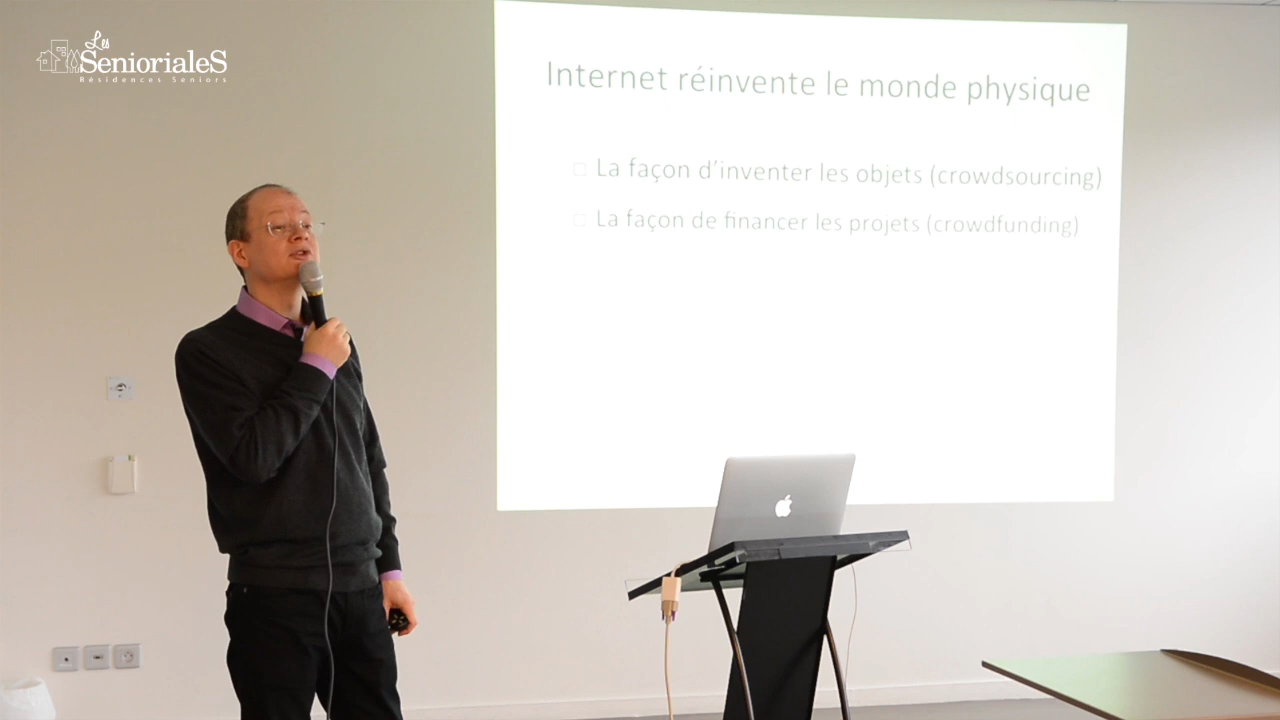 Les
SeniorialeS
Résidences Seniors
Internet réinvente le monde physique
La façon d’inventer les objets (crowdsourcing)
La façon de financer les projets (crowdfunding)